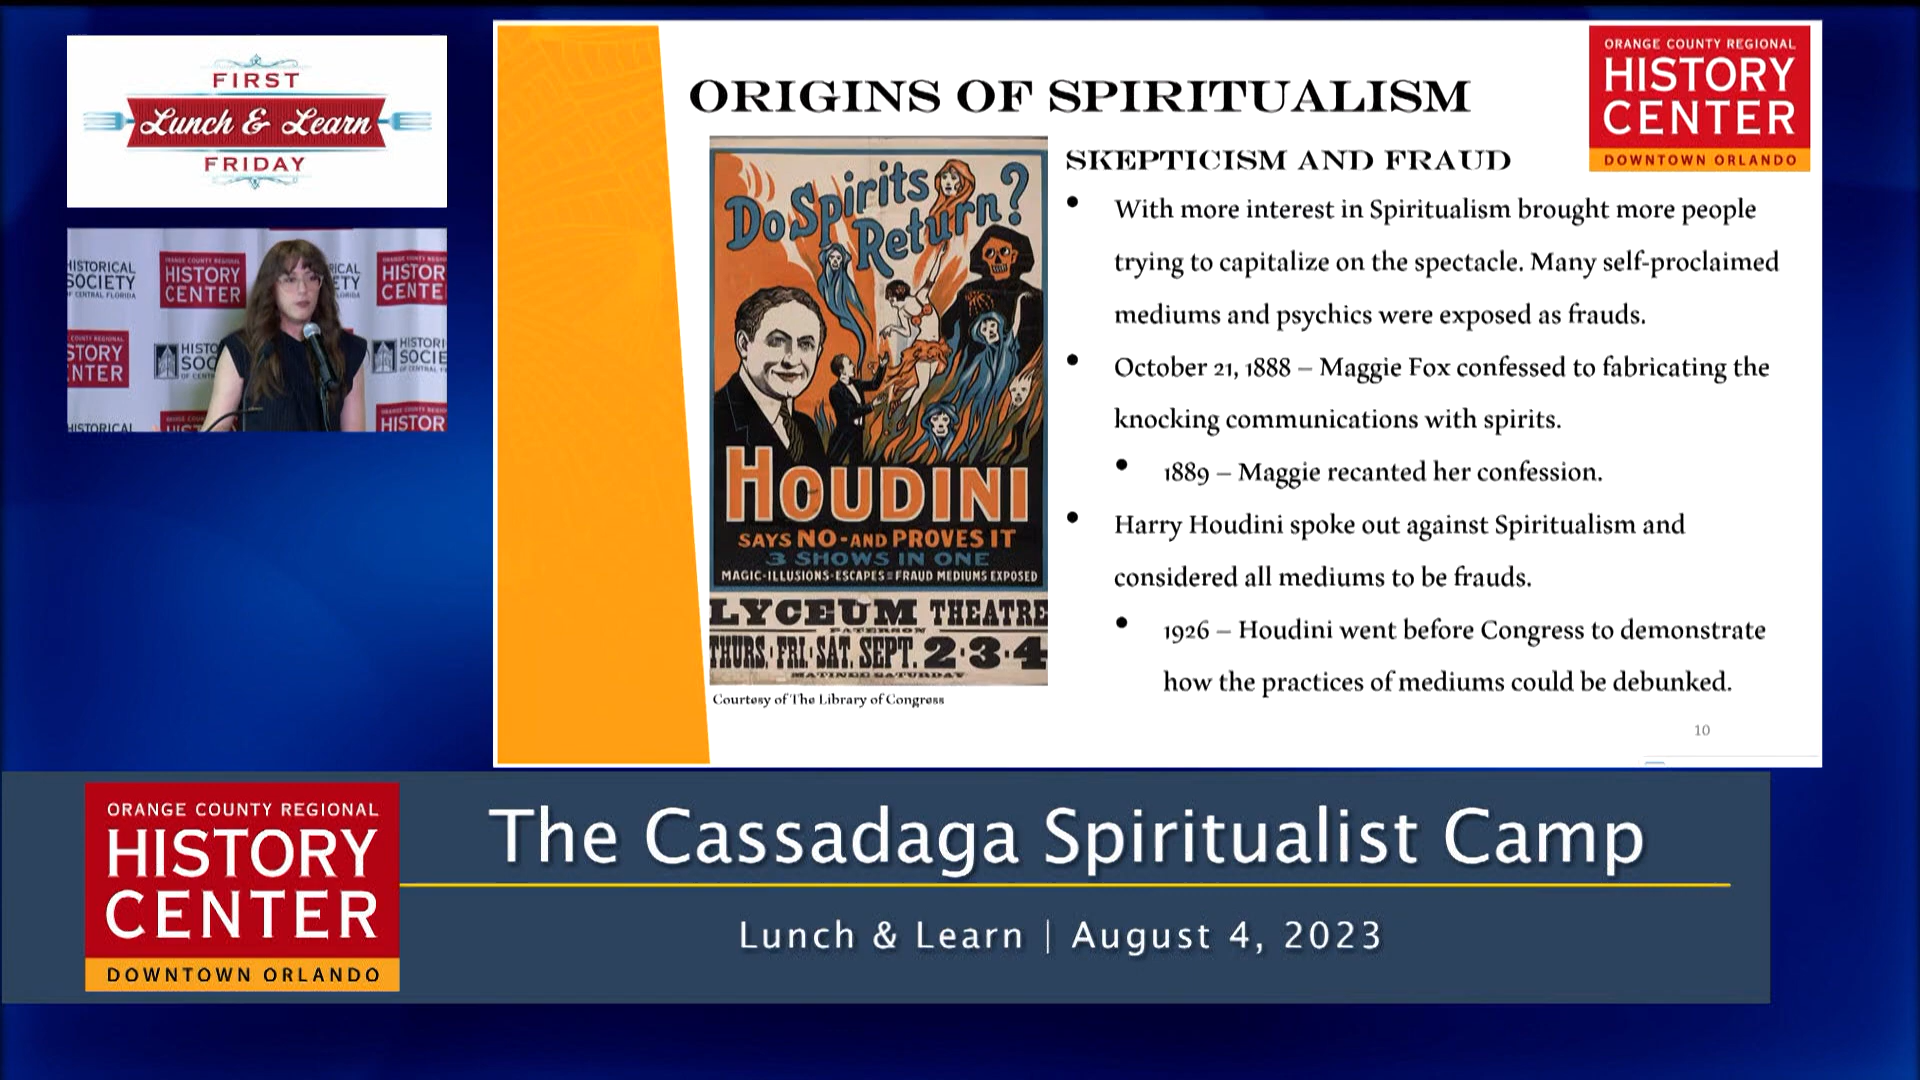 FIRST
Lunch & Learn
FRIDAY
HISTORICAL
SOCIETY
ORANGE COUNTY REGIONAL
HISTORY
CENTER
DOWNTOWN ORLANDO
ORIGINS OF SPIRITUALISM
Do Spirits
Return?
HOUDINI
SAYS NO-AND PROVES IT
3 SHOWS IN ONE
MAGIC-ILLUSIONS-ESCAPES=FRAUD MEDIUMS EXPOSED
LYCEUM THEATRE
PATERSON
THURS. FRI. SAT. SEPT. 2·3·4
MATINEE SATURDAY
Courtesy of The Library of Congress
SKEPTICISM AND FRAUD
• With more interest in Spiritualism brought more people
trying to capitalize on the spectacle. Many self-proclaimed
mediums and psychics were exposed as frauds.
• October 21, 1888 – Maggie Fox confessed to fabricating the
knocking communications with spirits.
• 1889 – Maggie recanted her confession.
• Harry Houdini spoke out against Spiritualism and
considered all mediums to be frauds.
• 1926 – Houdini went before Congress to demonstrate
how the practices of mediums could be debunked.
10
ORANGE COUNTY REGIONAL
HISTORY
CENTER
DOWNTOWN ORLANDO
The Cassadaga Spiritualist Camp
Lunch & Learn | August 4, 2023